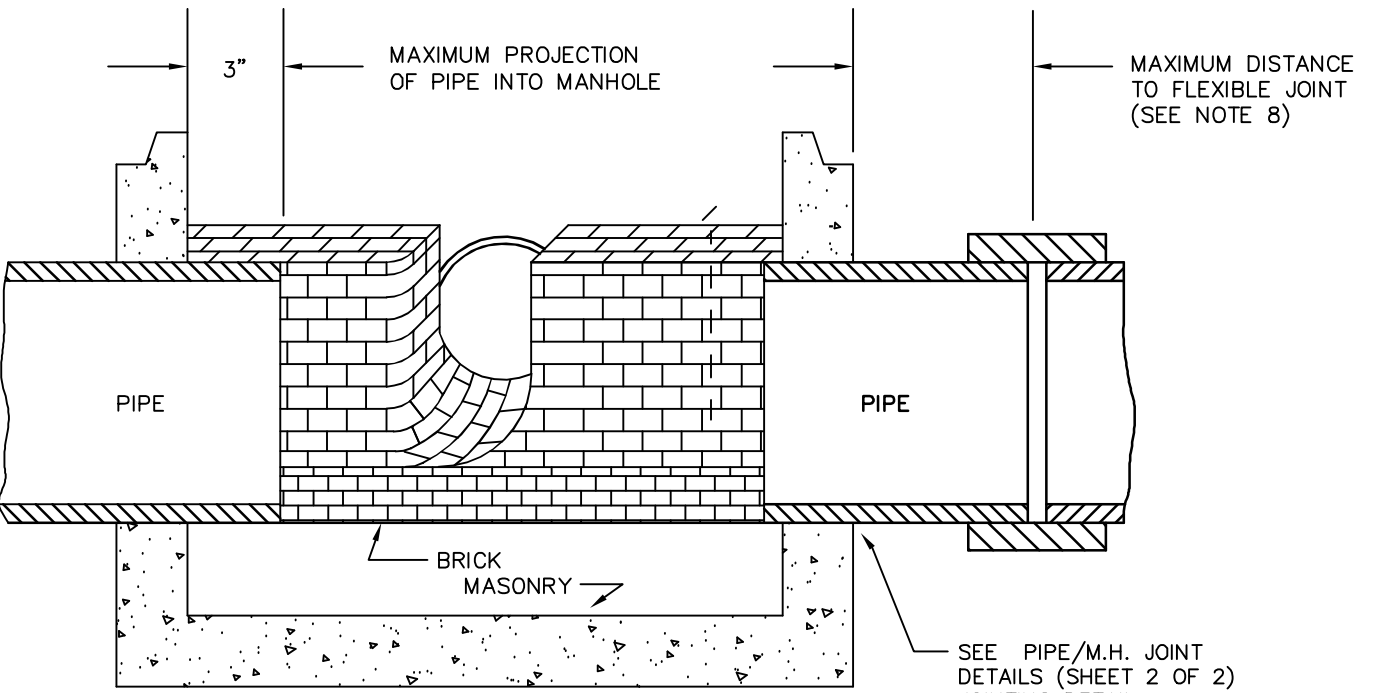 3"
MAXIMUM PROJECTION
OF PIPE INTO MANHOLE
MAXIMUM DISTANCE
TO FLEXIBLE JOINT
(SEE NOTE 8)
PIPE
PIPE
BRICK
MASONRY
SEE PIPE/M.H. JOINT
DETAILS (SHEET 2 OF 2)